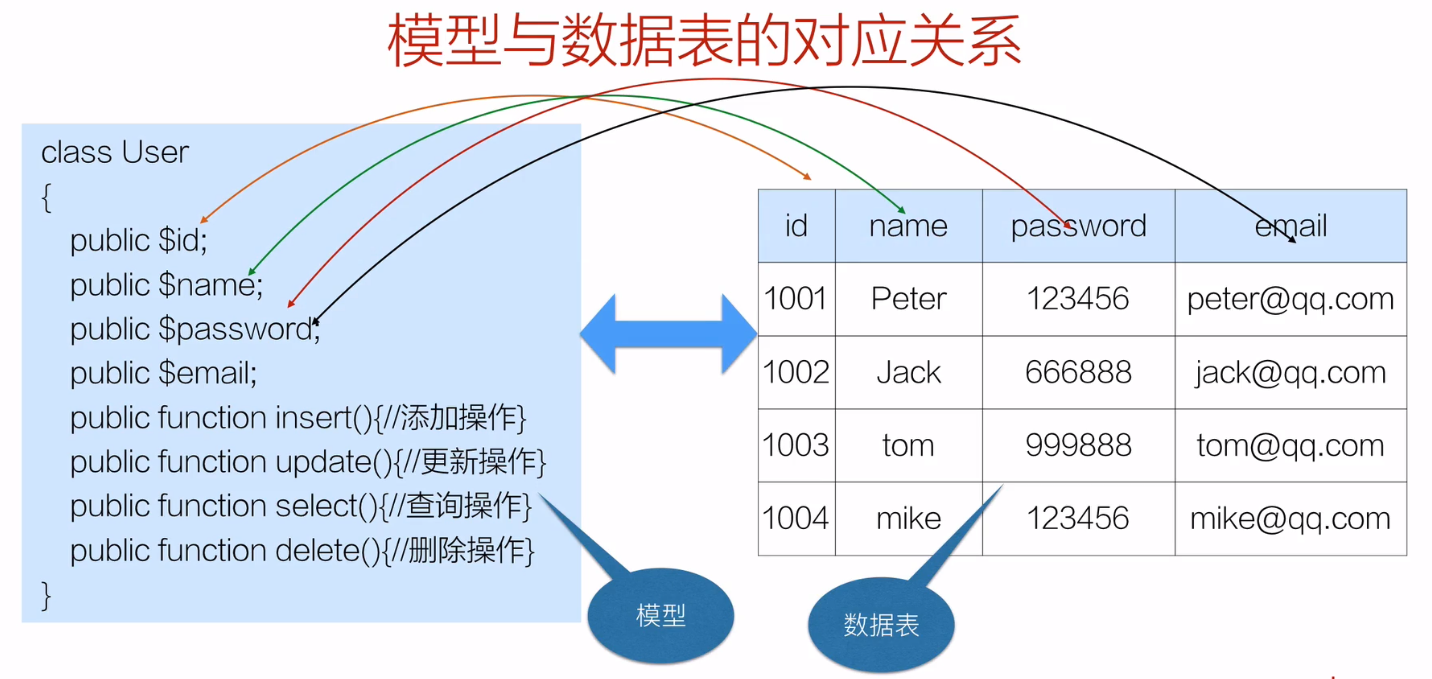 模型与数据表的对应关系
class User
{
public $id;
public $name;
public $password;
public $email;
public function insert(){//添加操作}
public function update(){//更新操作}
public function select(){//查询操作}
public function delete(){//删除操作}
}
模型
id name password email
1001 Peter 123456 peter@qq.com
1002 Jack 666888 jack@qq.com
1003 tom 999888 tom@qq.com
1004 mike 123456 mike@qq.com
数据表